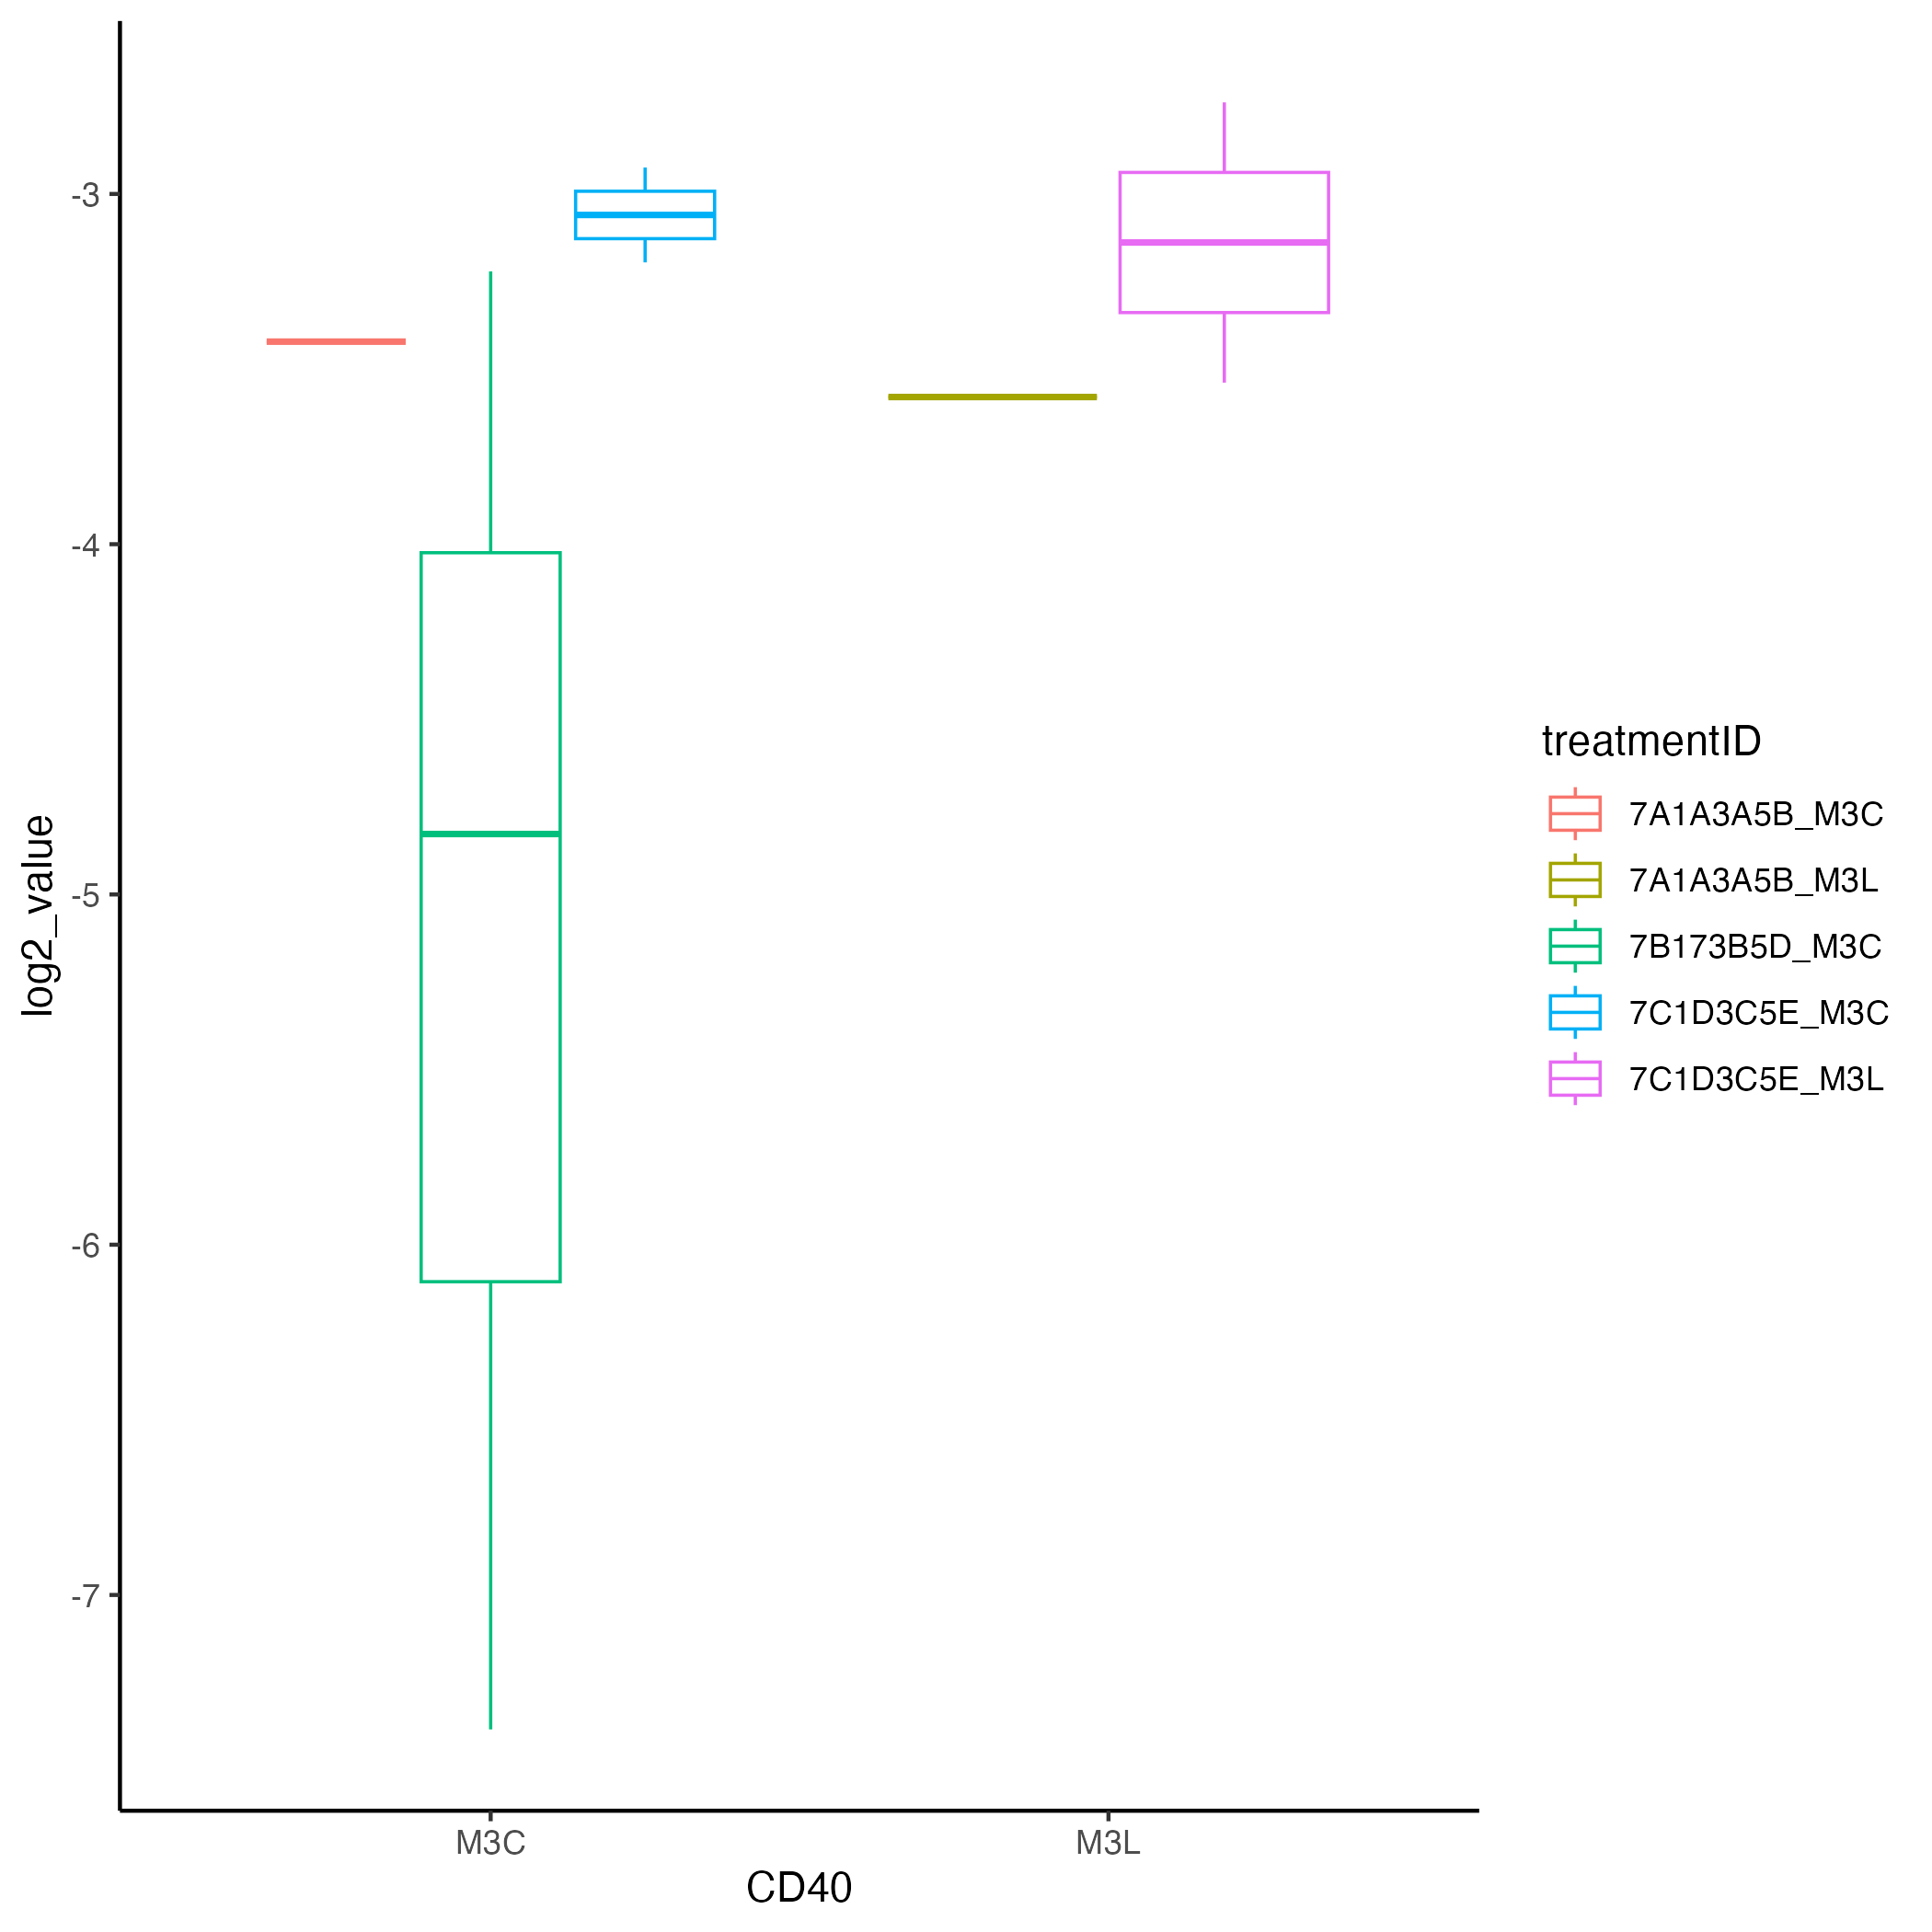 log2_value
-3
-4
-5
-6
-7
M3C
M3L
CD40
treatmentID
7A1A3A5B_M3C
7A1A3A5B_M3L
7B173B5D_M3C
7C1D3C5E_M3C
7C1D3C5E_M3L